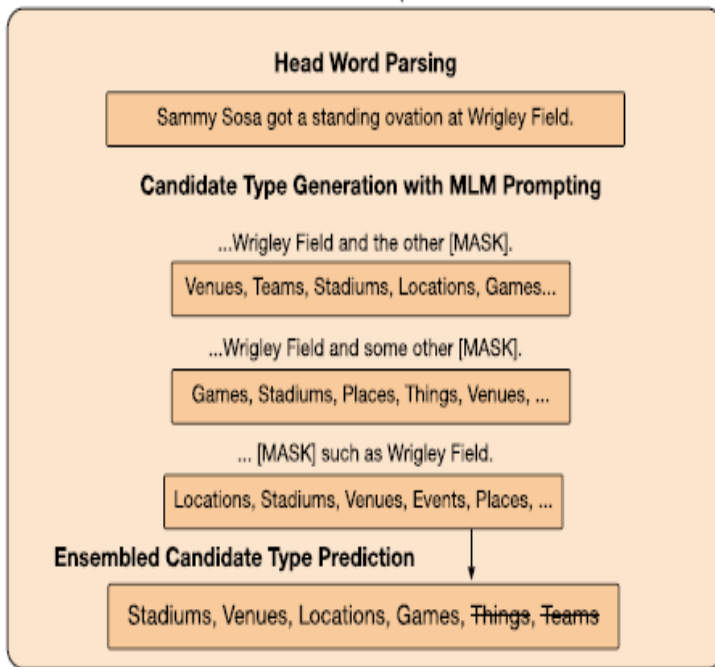 Head Word Parsing
Sammy Sosa got a standing ovation at Wrigley Field.
Candidate Type Generation with MLM Prompting
...Wrigley Field and the other [MASK].
Venues, Teams, Stadiums, Locations, Games...
...Wrigley Field and some other [MASK].
Games, Stadiums, Places, Things, Venues, ...
... [MASK] such as Wrigley Field.
Locations, Stadiums, Venues, Events, Places, ...
Ensembled Candidate Type Prediction
Stadiums, Venues, Locations, Games, Things, Teams